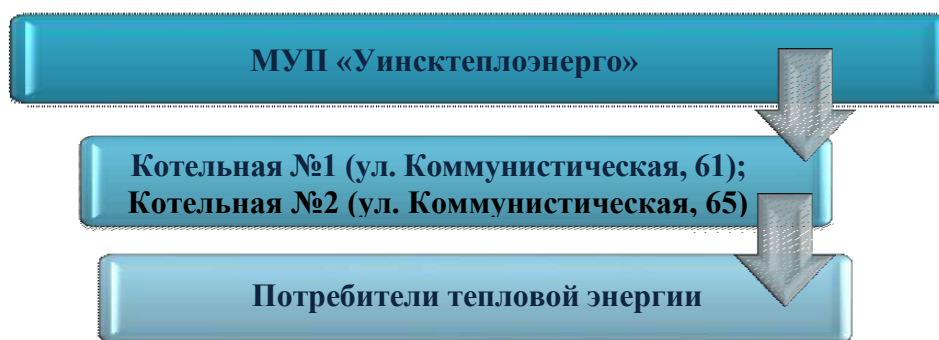 МУП «Уинсктеплоэнерго»
Котельная №1 (ул. Коммунистическая, 61);
Котельная №2 (ул. Коммунистическая, 65)
Потребители тепловой энергии